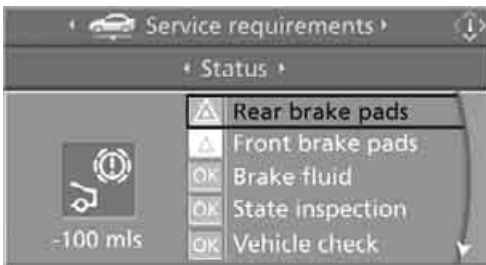 Service requirements
Status
Rear brake pads
Front brake pads
OK Brake fluid
OK State inspection
OK Vehicle check
-100 mls